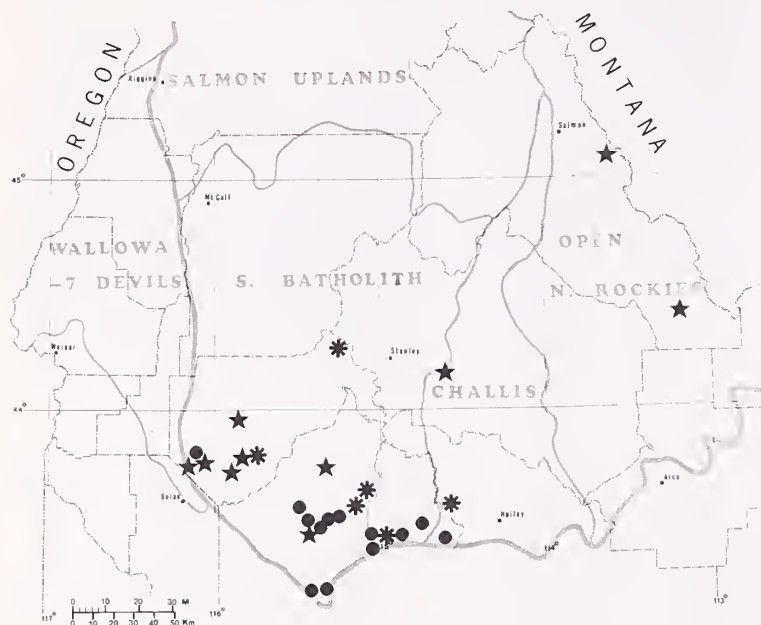 OREGON
MONTANA
Riggins
SALMON UPLANDS
Salmon
45°
McCall
WALLOWA
-7 DEVILS
S. BATHOLITH
OPEN
N. ROCKIES
Weiser
Stanley
CHALLIS
44°
Boise
Hailey
Arco
115°
114°
0 10 20 30 M
0 10 20 30 40 50 Km
117°
116°
113°